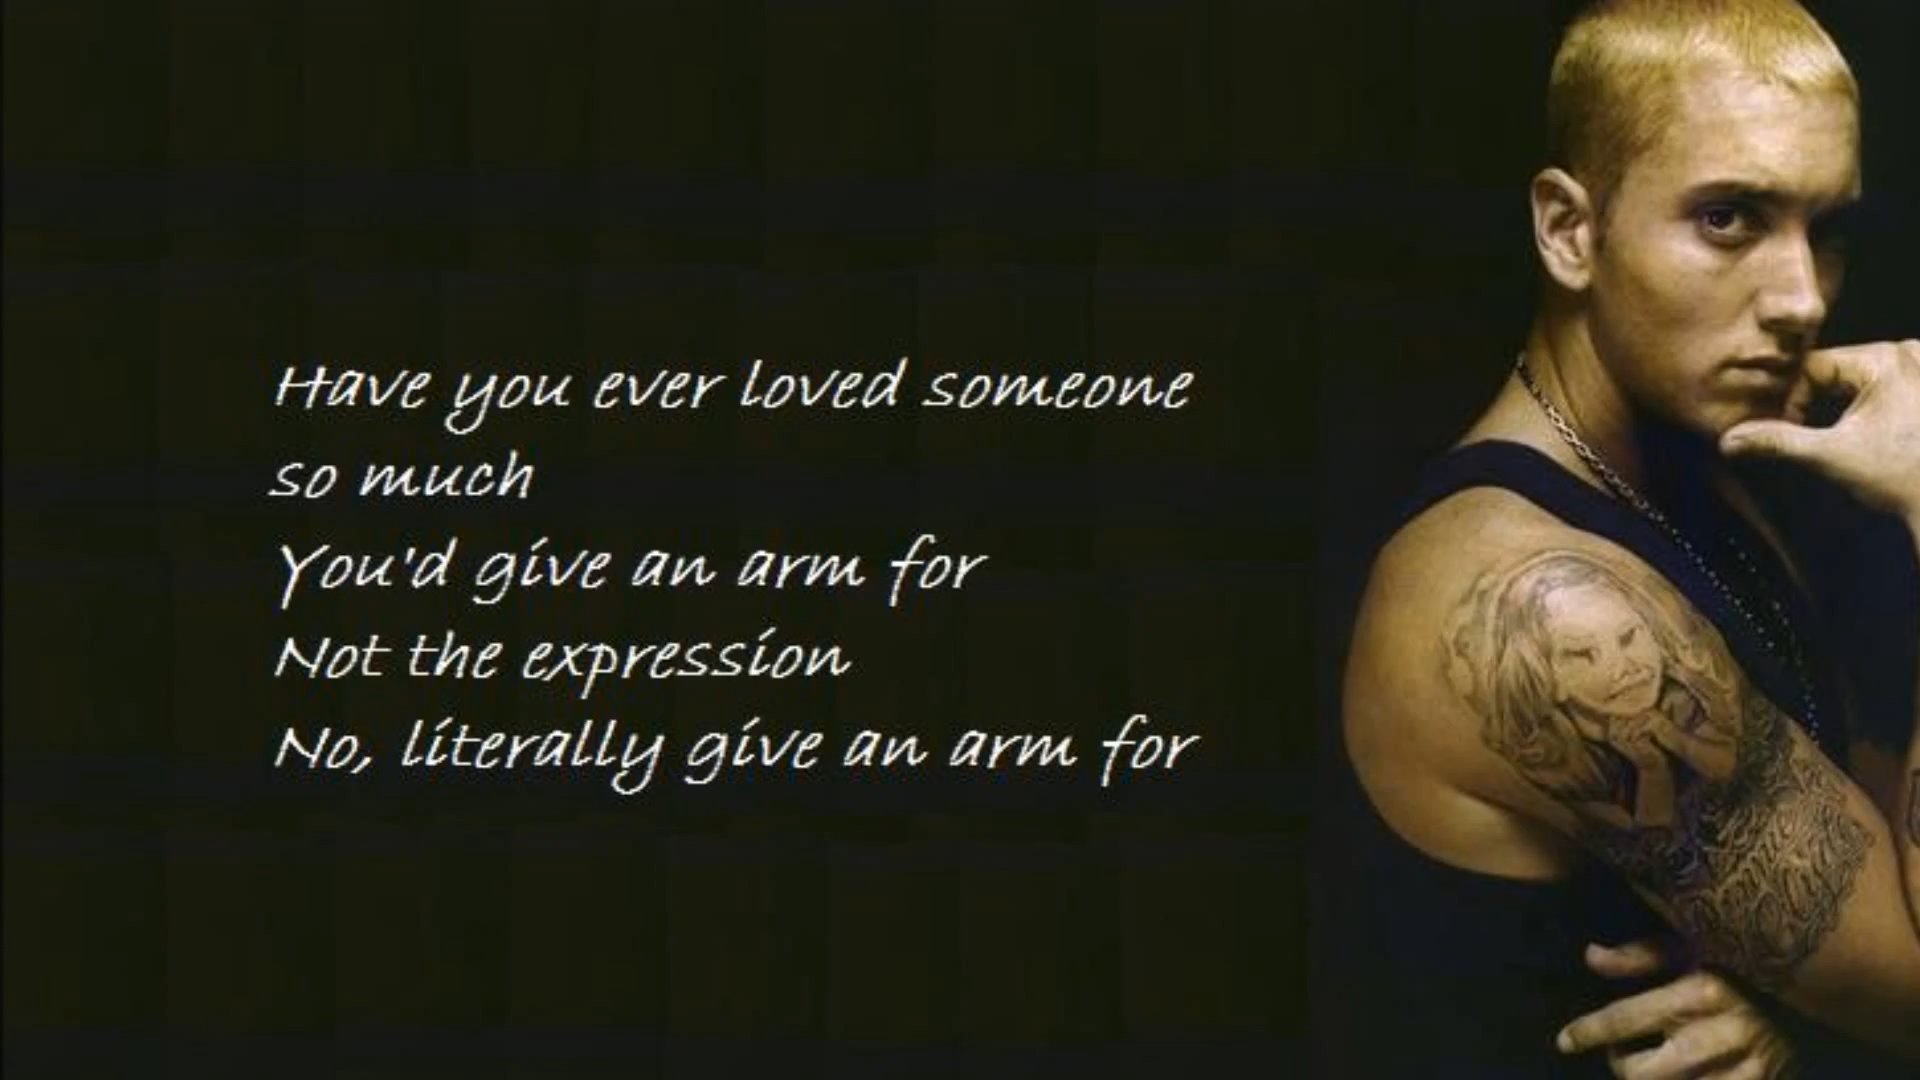 Have you ever loved someone
so much
You'd give an arm for
Not the expression
No, literally give an arm for